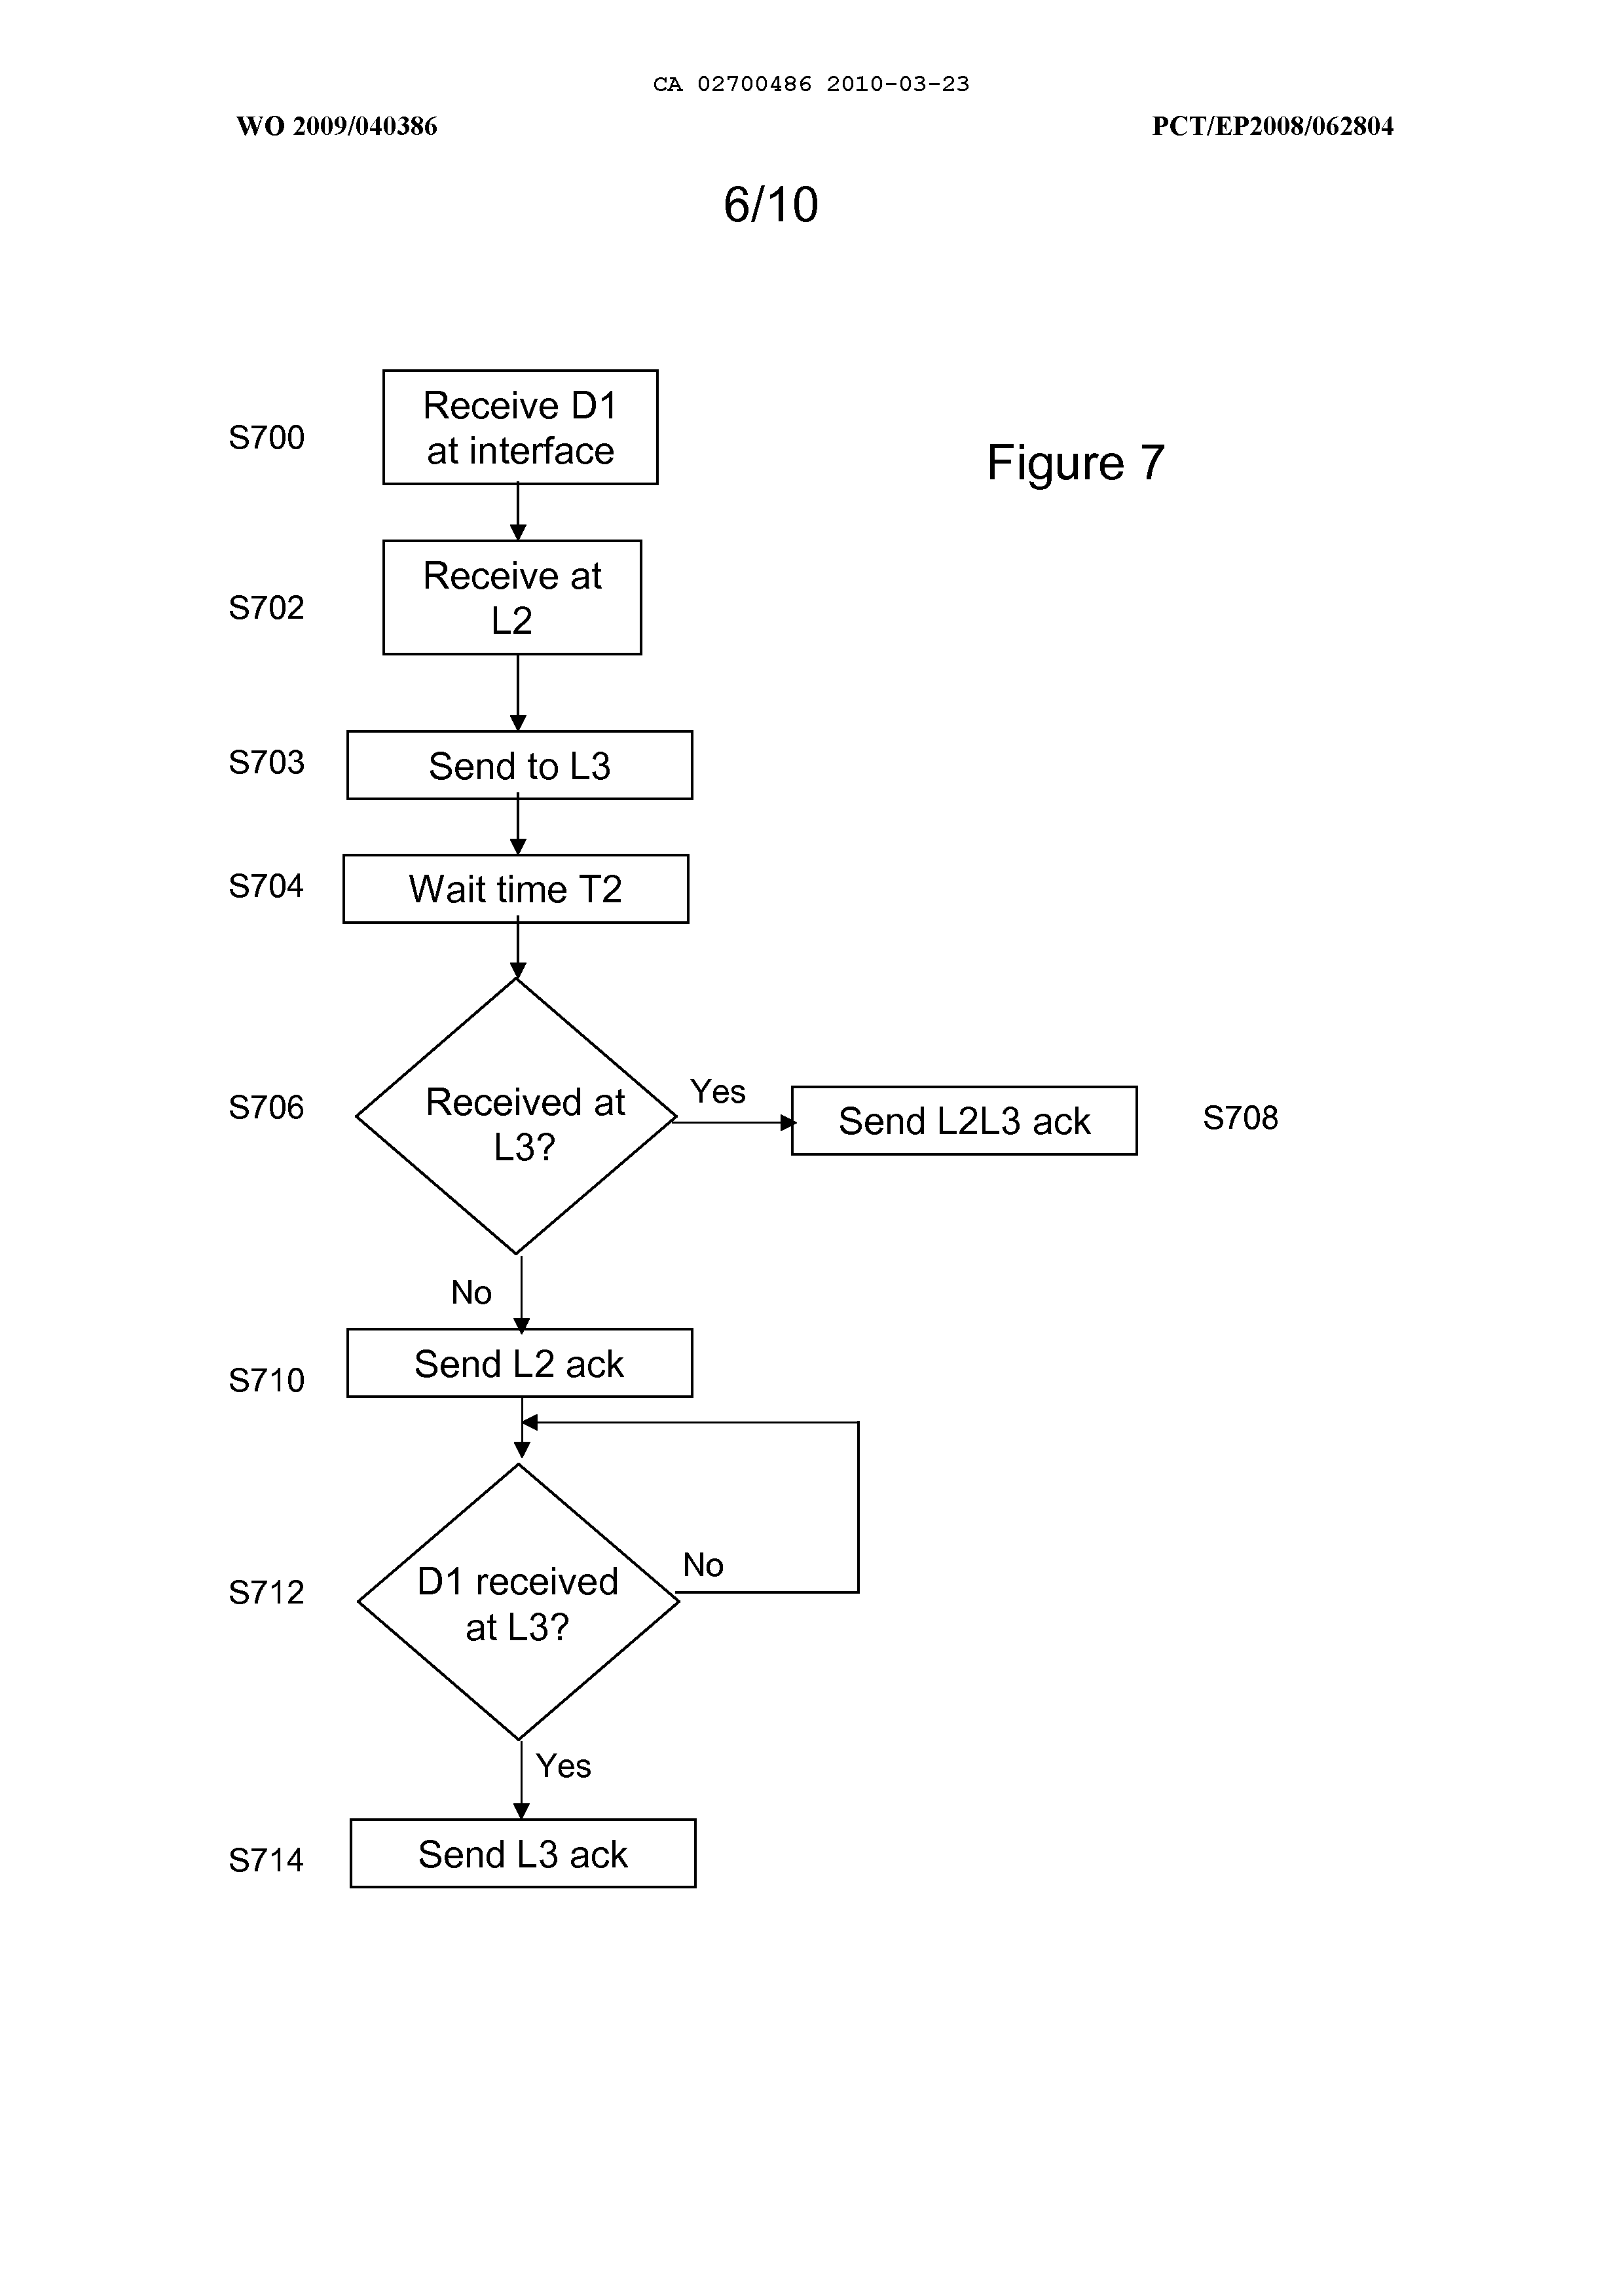 CA 02700486 2010-03-23
WO 2009/040386
PCT/EP2008/062804
6/10
Receive D1
at interface
S700
Figure 7
Receive at
L2
S702
Send to L3
S703
Wait time T2
S704
Received at
L3?
S706
Yes
Send L2L3 ack
S708
No
Send L2 ack
S710
D1 received
at L3?
S712
No
Yes
Send L3 ack
S714